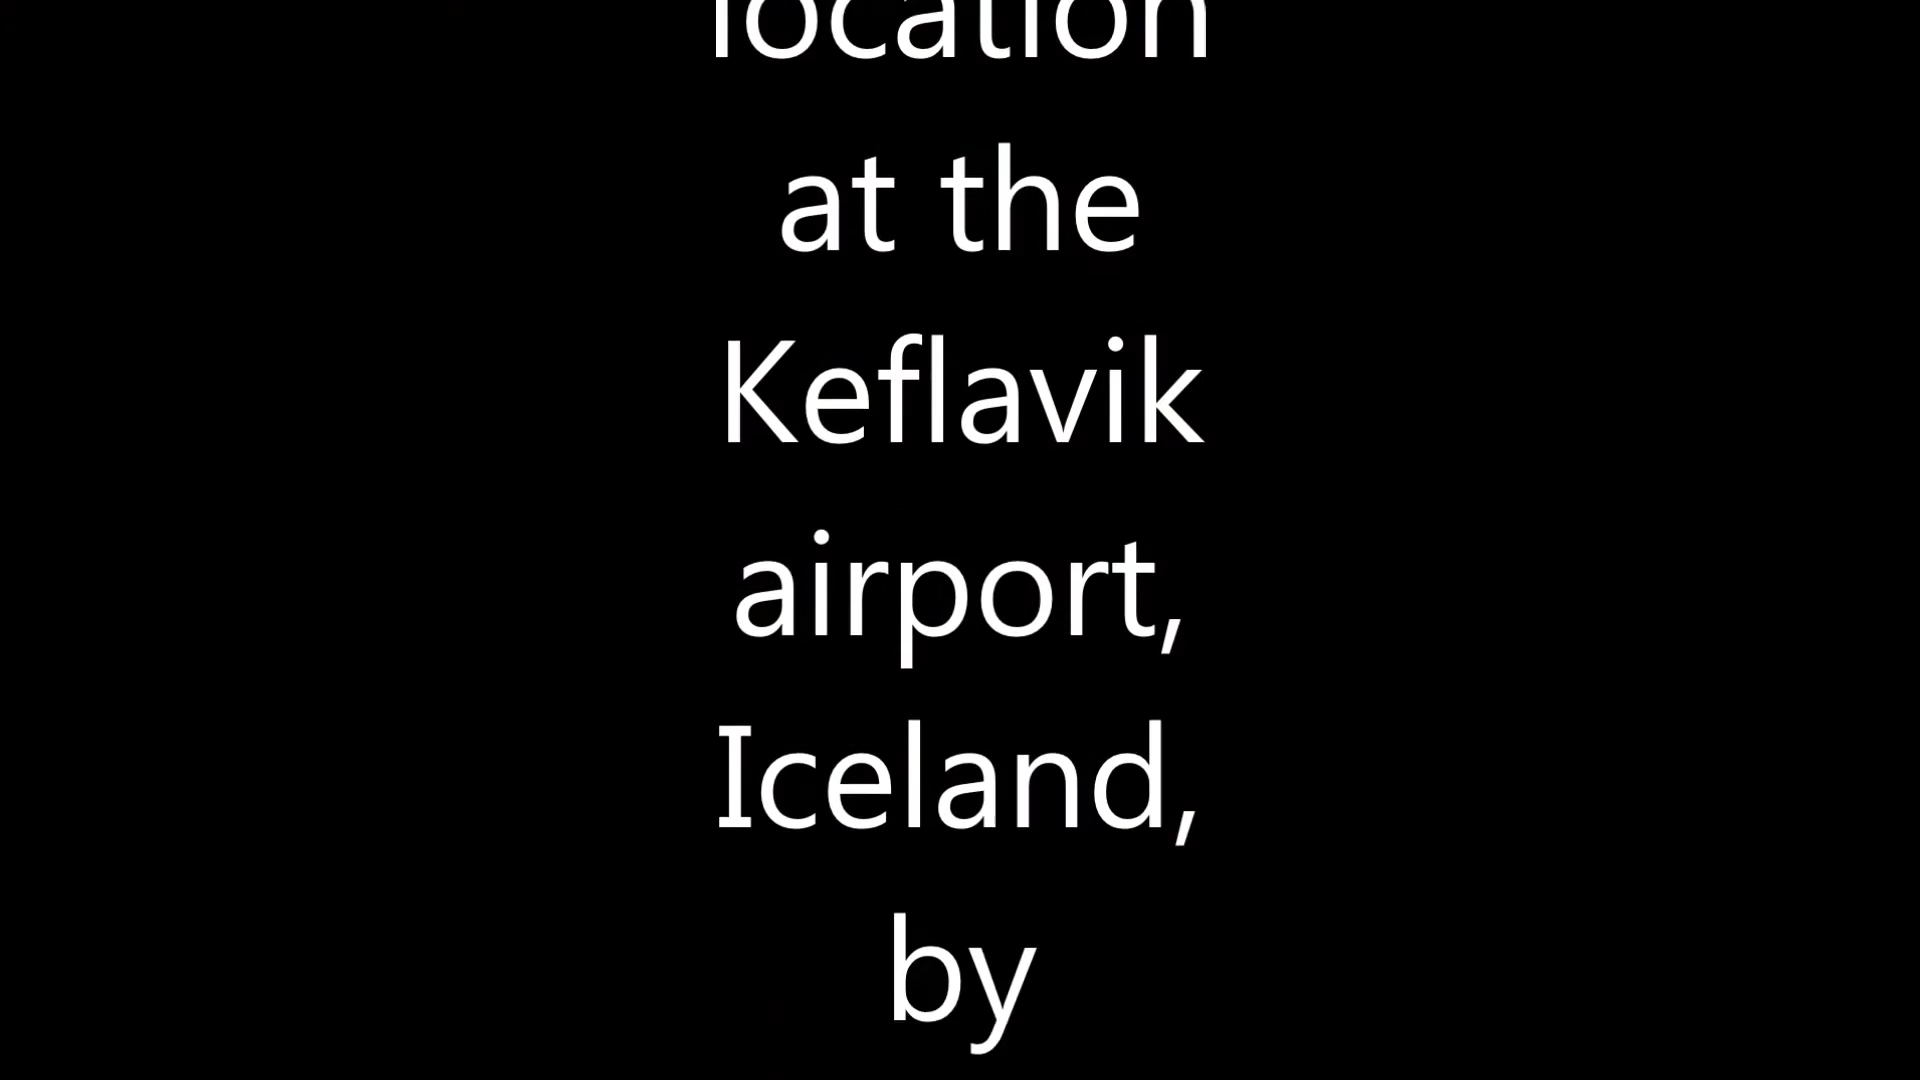 location
at the
Keflavik
airport,
Iceland,
by